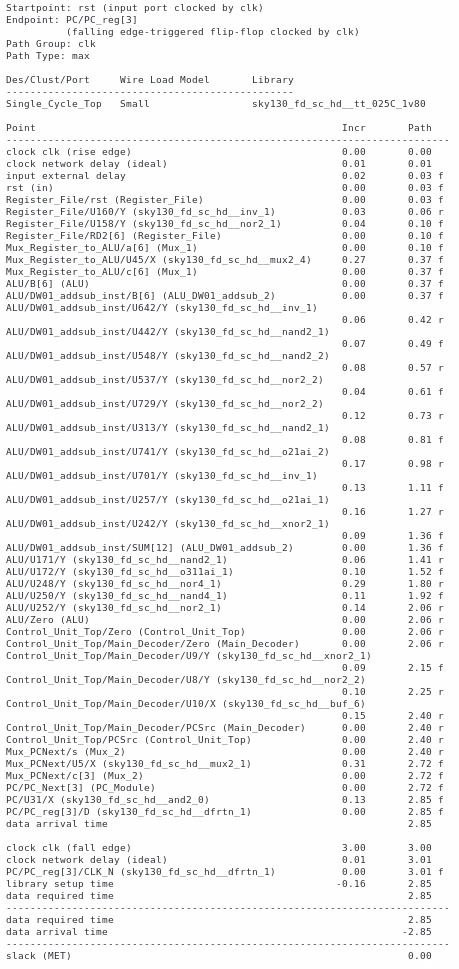 Startpoint: rst (input port clocked by clk)
Endpoint: PC/PC_reg[3]
(falling edge-triggered flip-flop clocked by clk)
Path Group: clk
Path Type: max
Des/Clust/Port     Wire Load Model       Library
------------------------------------------------
Single_Cycle_Top   Small                 sky130_fd_sc_hd__tt_025C_1v80
Point                                                   Incr       Path
--------------------------------------------------------------------------
clock clk (rise edge)                                   0.00       0.00
clock network delay (ideal)                             0.01       0.01
input external delay                                    0.02       0.03 f
rst (in)                                                0.00       0.03 f
Register_File/rst (Register_File)                       0.00       0.03 f
Register_File/U160/Y (sky130_fd_sc_hd__inv_1)           0.03       0.06 r
Register_File/U158/Y (sky130_fd_sc_hd__nor2_1)          0.04       0.10 f
Register_File/RD2[6] (Register_File)                    0.00       0.10 f
Mux_Register_to_ALU/a[6] (Mux_1)                        0.00       0.10 f
Mux_Register_to_ALU/U45/X (sky130_fd_sc_hd__mux2_4)     0.27       0.37 f
Mux_Register_to_ALU/c[6] (Mux_1)                        0.00       0.37 f
ALU/B[6] (ALU)                                          0.00       0.37 f
ALU/DW01_addsub_inst/B[6] (ALU_DW01_addsub_2)           0.00       0.37 f
ALU/DW01_addsub_inst/U642/Y (sky130_fd_sc_hd__inv_1)
0.06       0.42 r
ALU/DW01_addsub_inst/U442/Y (sky130_fd_sc_hd__nand2_1)
0.07       0.49 f
ALU/DW01_addsub_inst/U548/Y (sky130_fd_sc_hd__nand2_2)
0.08       0.57 r
ALU/DW01_addsub_inst/U537/Y (sky130_fd_sc_hd__nor2_2)
0.04       0.61 f
ALU/DW01_addsub_inst/U729/Y (sky130_fd_sc_hd__nor2_2)
0.12       0.73 r
ALU/DW01_addsub_inst/U313/Y (sky130_fd_sc_hd__nand2_1)
0.08       0.81 f
ALU/DW01_addsub_inst/U741/Y (sky130_fd_sc_hd__o21ai_2)
0.17       0.98 r
ALU/DW01_addsub_inst/U701/Y (sky130_fd_sc_hd__inv_1)
0.13       1.11 f
ALU/DW01_addsub_inst/U257/Y (sky130_fd_sc_hd__o21ai_1)
0.16       1.27 r
ALU/DW01_addsub_inst/U242/Y (sky130_fd_sc_hd__xnor2_1)
0.09       1.36 f
ALU/DW01_addsub_inst/SUM[12] (ALU_DW01_addsub_2)        0.00       1.36 f
ALU/U171/Y (sky130_fd_sc_hd__nand2_1)                   0.06       1.41 r
ALU/U172/Y (sky130_fd_sc_hd__o311ai_1)                  0.10       1.52 f
ALU/U248/Y (sky130_fd_sc_hd__nor4_1)                    0.29       1.80 r
ALU/U250/Y (sky130_fd_sc_hd__nand4_1)                   0.11       1.92 f
ALU/U252/Y (sky130_fd_sc_hd__nor2_1)                    0.14       2.06 r
ALU/Zero (ALU)                                          0.00       2.06 r
Control_Unit_Top/Zero (Control_Unit_Top)                0.00       2.06 r
Control_Unit_Top/Main_Decoder/Zero (Main_Decoder)       0.00       2.06 r
Control_Unit_Top/Main_Decoder/U9/Y (sky130_fd_sc_hd__xnor2_1)
0.09       2.15 f
Control_Unit_Top/Main_Decoder/U8/Y (sky130_fd_sc_hd__nor2_2)
0.10       2.25 r
Control_Unit_Top/Main_Decoder/U10/X (sky130_fd_sc_hd__buf_6)
0.15       2.40 r
Control_Unit_Top/Main_Decoder/PCSrc (Main_Decoder)      0.00       2.40 r
Control_Unit_Top/PCSrc (Control_Unit_Top)               0.00       2.40 r
Mux_PCNext/s (Mux_2)                                    0.00       2.40 r
Mux_PCNext/U5/X (sky130_fd_sc_hd__mux2_1)               0.31       2.72 f
Mux_PCNext/c[3] (Mux_2)                                 0.00       2.72 f
PC/PC_Next[3] (PC_Module)                               0.00       2.72 f
PC/U31/X (sky130_fd_sc_hd__and2_0)                      0.13       2.85 f
PC/PC_reg[3]/D (sky130_fd_sc_hd__dfrtn_1)               0.00       2.85 f
data arrival time                                                  2.85
clock clk (fall edge)                                   3.00       3.00
clock network delay (ideal)                             0.01       3.01
PC/PC_reg[3]/CLK_N (sky130_fd_sc_hd__dfrtn_1)           0.00       3.01 f
library setup time                                     -0.16       2.85
data required time                                                 2.85
--------------------------------------------------------------------------
data required time                                                 2.85
data arrival time                                                 -2.85
--------------------------------------------------------------------------
slack (MET)                                                        0.00